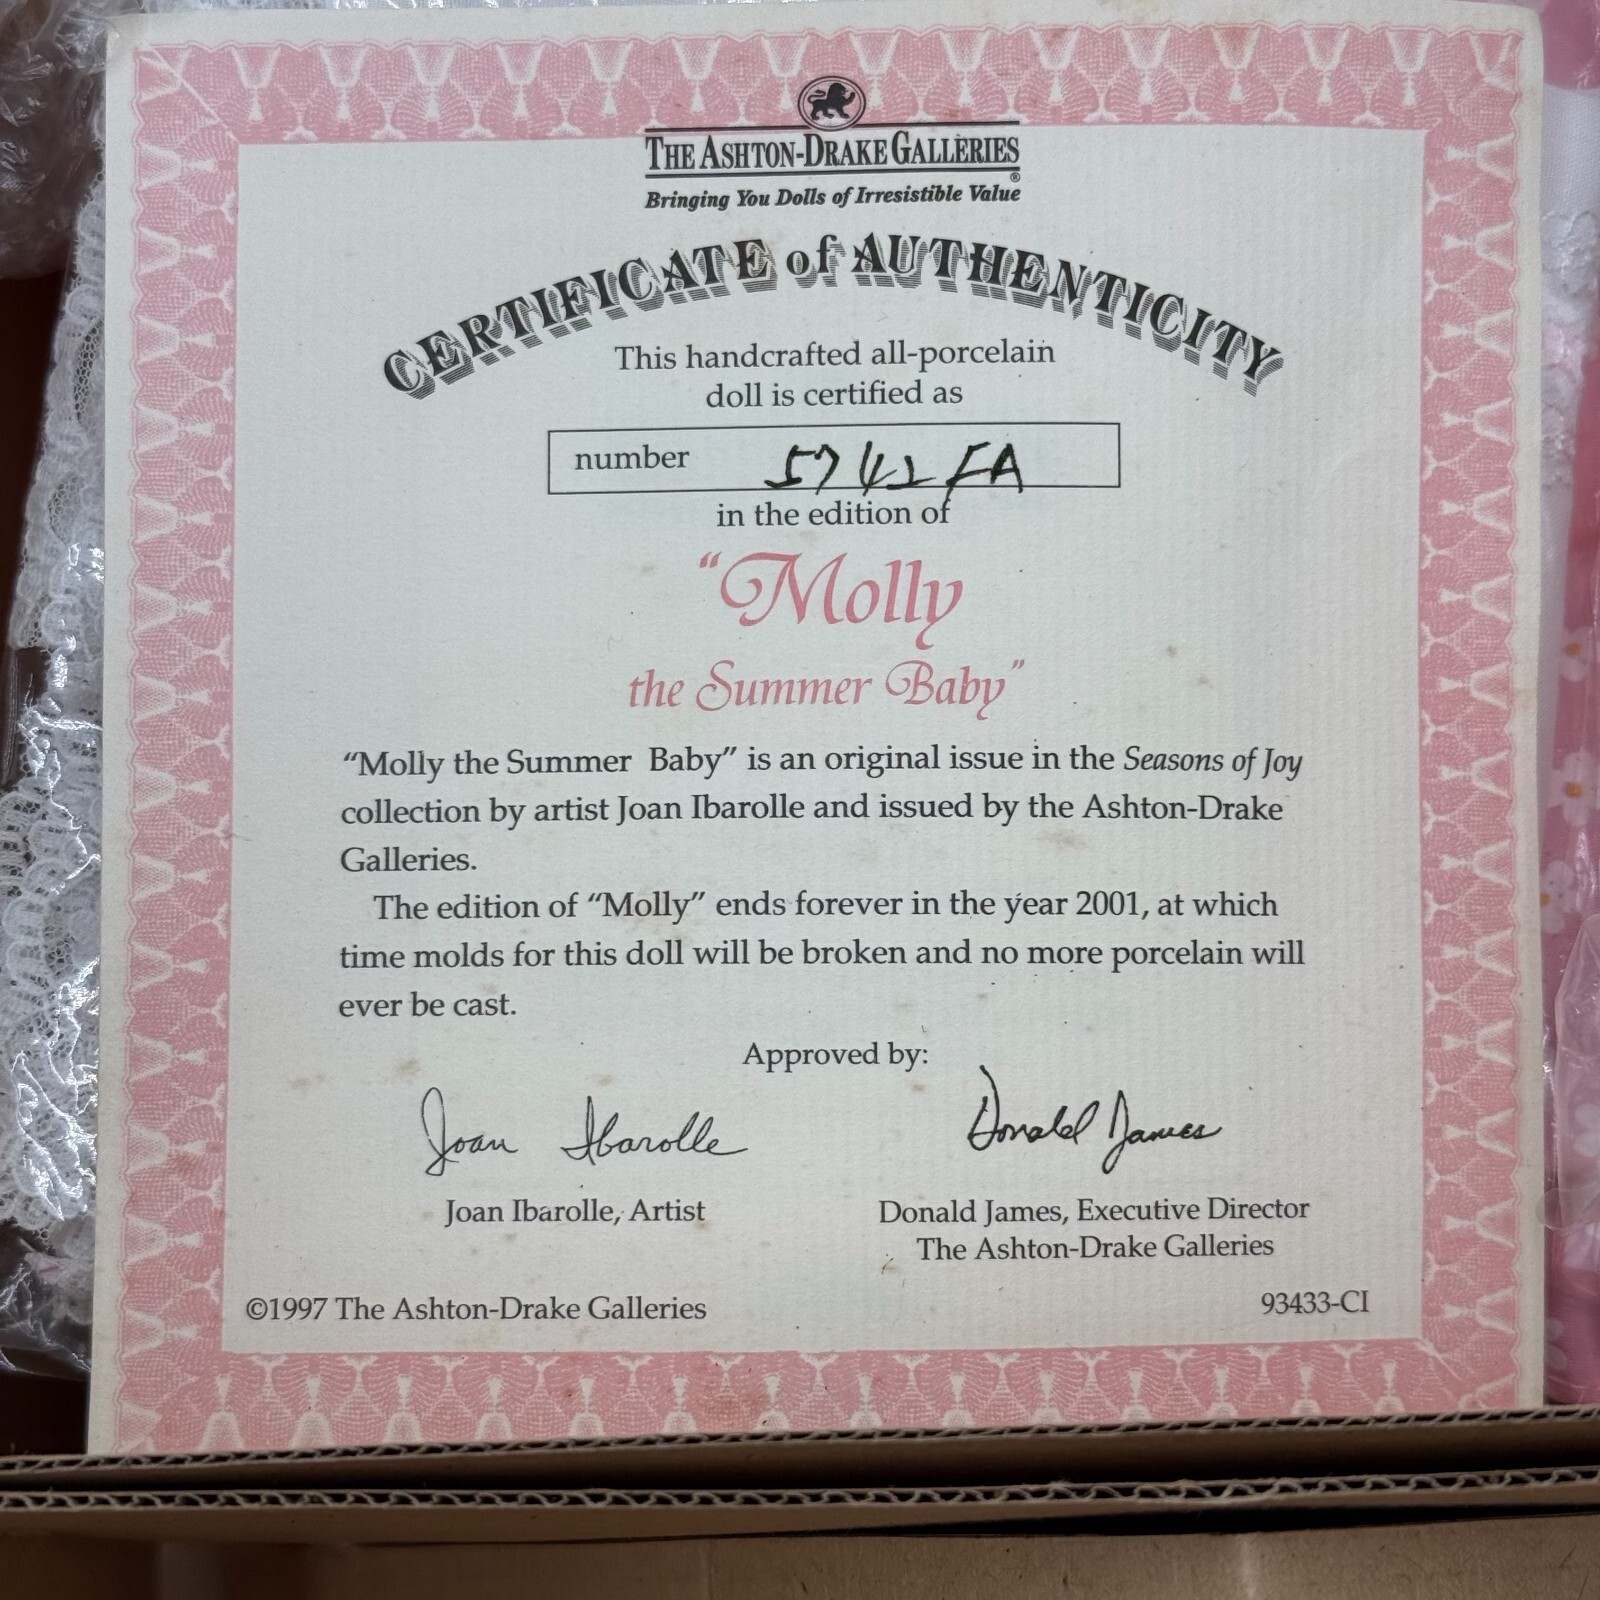 THE ASHTON-DRAKE GALLERIES
®
Bringing You Dolls of Irresistible Value
CERTIFICATE of AUTHENTICITY
This handcrafted all-porcelain
doll is certified as
number 5742FA
in the edition of
"Molly
the Summer Baby"
"Molly the Summer Baby" is an original issue in the Seasons of Joy
collection by artist Joan Ibarolle and issued by the Ashton-Drake
Galleries.
The edition of "Molly" ends forever in the year 2001, at which
time molds for this doll will be broken and no more porcelain will
ever be cast.
Approved by:
Joan Ibarolle
Donald James
Joan Ibarolle, Artist
Donald James, Executive Director
The Ashton-Drake Galleries
©1997 The Ashton-Drake Galleries
93433-CI